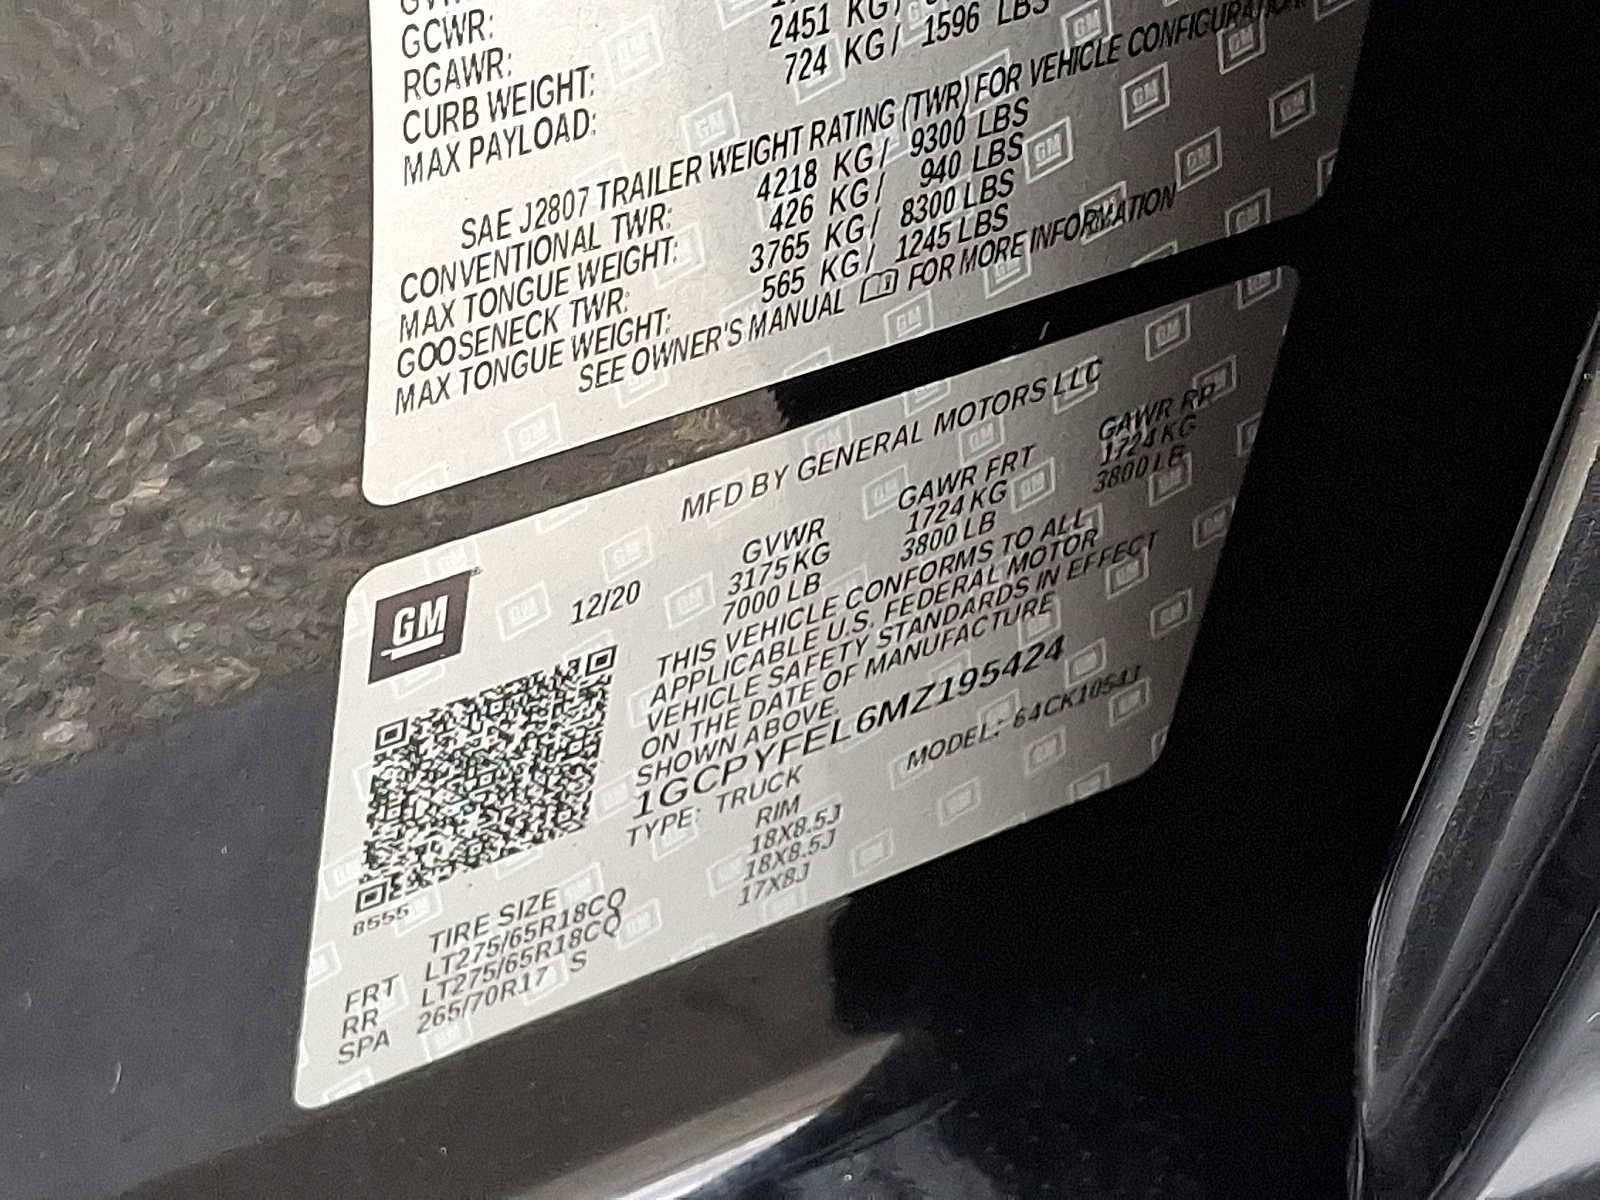 GCWR:
RGAWR:
CURB WEIGHT: 2451 KG/
MAX PAYLOAD: 724 KG/ 1596 LBS
SAE J2807 TRAILER WEIGHT RATING (TWR) FOR VEHICLE CONFIGURATION
CONVENTIONAL TWR: 4218 KG/ 9300 LBS
MAX TONGUE WEIGHT: 426 KG/ 940 LBS
GOOSENECK TWR: 3765 KG/ 8300 LBS
MAX TONGUE WEIGHT: 565 KG/ 1245 LBS
SEE OWNER'S MANUAL FOR MORE INFORMATION
MFD BY GENERAL MOTORS LLC
GM
12/20
GVWR GAWR FRT GAWR RR
3175 KG 1724 KG 1724 KG
7000 LB 3800 LB 3800 LB
THIS VEHICLE CONFORMS TO ALL
APPLICABLE U.S. FEDERAL MOTOR
VEHICLE SAFETY STANDARDS IN EFFECT
ON THE DATE OF MANUFACTURE
SHOWN ABOVE.
1GCPYFEL6MZ195424
TYPE: TRUCK MODEL: 64CK10543
8555
TIRE SIZE RIM
FRT LT275/65R18CQ 18X8.5J
RR LT275/65R18CQ 18X8.5J
SPA 265/70R17 S 17X8J